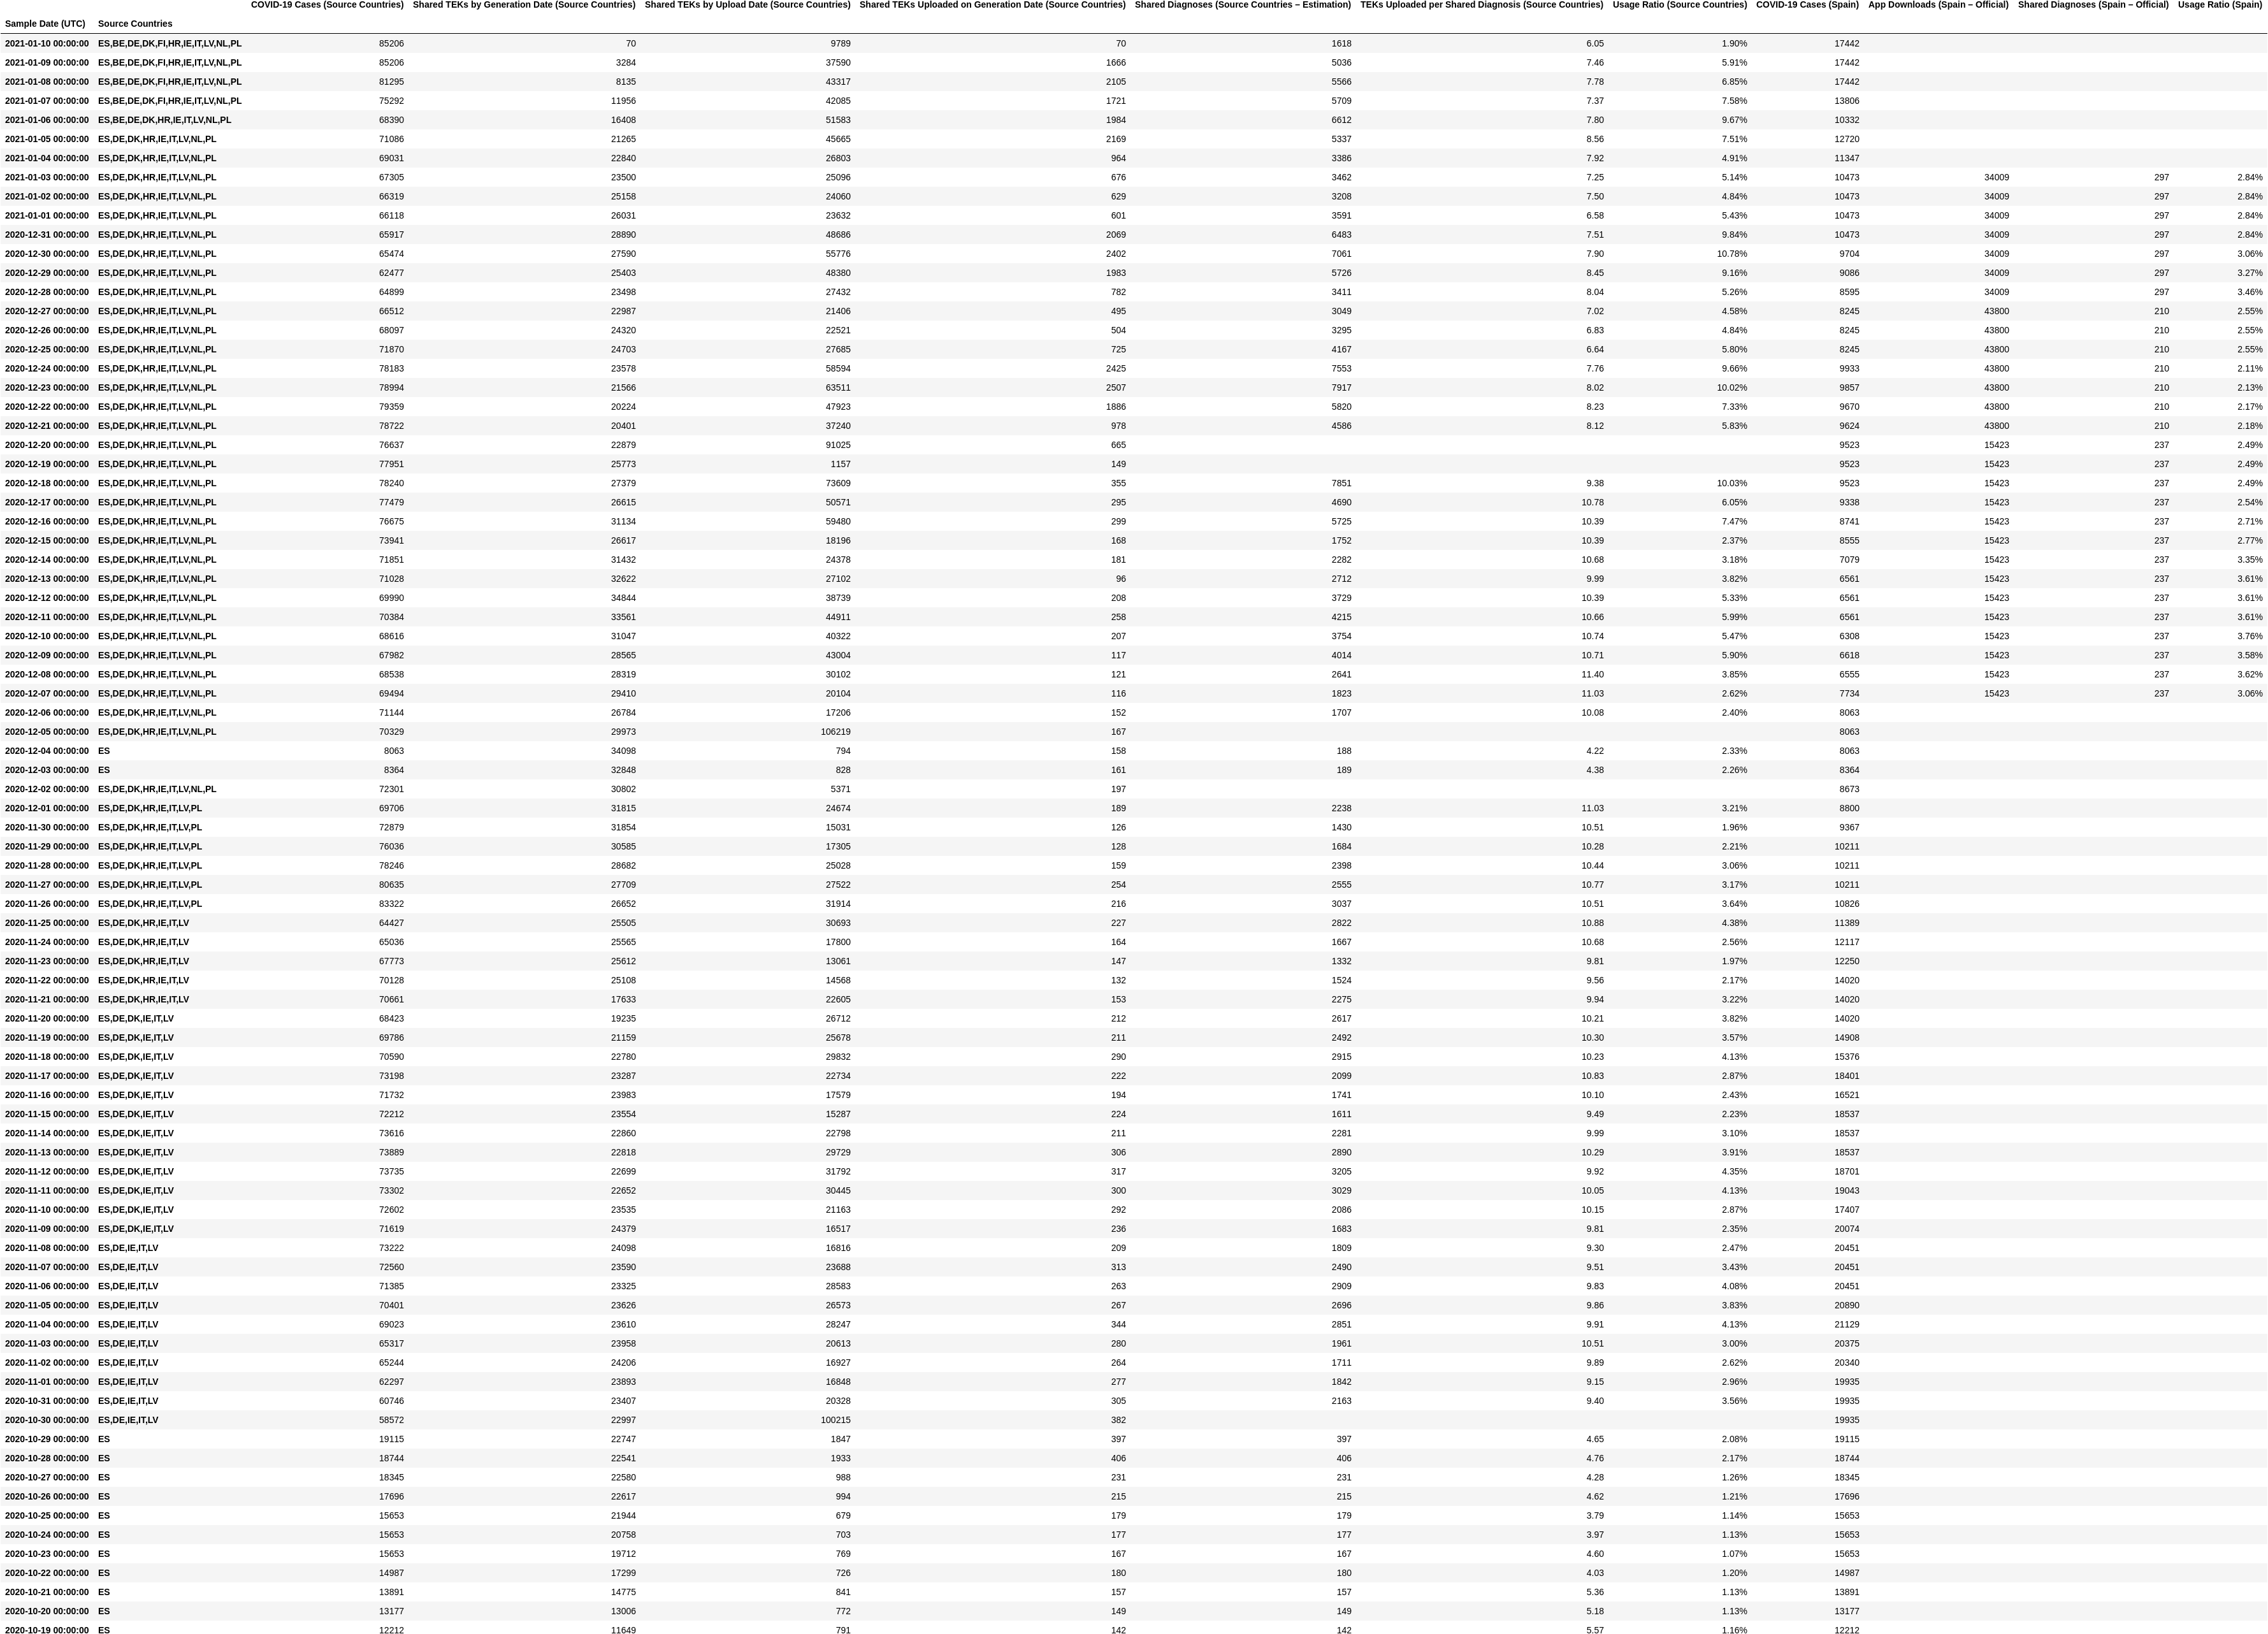 COVID-19 Cases (Source Countries) Shared TEKs by Generation Date (Source Countries) Shared TEKs by Upload Date (Source Countries) Shared TEKs Uploaded on Generation Date (Source Countries) Shared Diagnoses (Source Countries – Estimation) TEKs Uploaded per Shared Diagnosis (Source Countries) Usage Ratio (Source Countries) COVID-19 Cases (Spain) App Downloads (Spain – Official) Shared Diagnoses (Spain – Official) Usage Ratio (Spain)
Sample Date (UTC) Source Countries
2021-01-10 00:00:00 ES,BE,DE,DK,FI,HR,IE,IT,LV,NL,PL 85206 70 9789 70 1618 6.05 1.90% 17442
2021-01-09 00:00:00 ES,BE,DE,DK,FI,HR,IE,IT,LV,NL,PL 85206 3284 37590 1666 5036 7.46 5.91% 17442
2021-01-08 00:00:00 ES,BE,DE,DK,FI,HR,IE,IT,LV,NL,PL 81295 8135 43317 2105 5566 7.78 6.85% 17442
2021-01-07 00:00:00 ES,BE,DE,DK,FI,HR,IE,IT,LV,NL,PL 75292 11956 42085 1721 5709 7.37 7.58% 13806
2021-01-06 00:00:00 ES,BE,DE,DK,HR,IE,IT,LV,NL,PL 68390 16408 51583 1984 6612 7.80 9.67% 10332
2021-01-05 00:00:00 ES,DE,DK,HR,IE,IT,LV,NL,PL 71086 21265 45665 2169 5337 8.56 7.51% 12720
2021-01-04 00:00:00 ES,DE,DK,HR,IE,IT,LV,NL,PL 69031 22840 26803 964 3386 7.92 4.91% 11347
2021-01-03 00:00:00 ES,DE,DK,HR,IE,IT,LV,NL,PL 67305 23500 25096 676 3462 7.25 5.14% 10473 34009 297 2.84%
2021-01-02 00:00:00 ES,DE,DK,HR,IE,IT,LV,NL,PL 66319 25158 24060 629 3208 7.50 4.84% 10473 34009 297 2.84%
2021-01-01 00:00:00 ES,DE,DK,HR,IE,IT,LV,NL,PL 66118 26031 23632 601 3591 6.58 5.43% 10473 34009 297 2.84%
2020-12-31 00:00:00 ES,DE,DK,HR,IE,IT,LV,NL,PL 65917 28890 48686 2069 6483 7.51 9.84% 10473 34009 297 2.84%
2020-12-30 00:00:00 ES,DE,DK,HR,IE,IT,LV,NL,PL 65474 27590 55776 2402 7061 7.90 10.78% 9704 34009 297 3.06%
2020-12-29 00:00:00 ES,DE,DK,HR,IE,IT,LV,NL,PL 62477 25403 48380 1983 5726 8.45 9.16% 9086 34009 297 3.27%
2020-12-28 00:00:00 ES,DE,DK,HR,IE,IT,LV,NL,PL 64899 23498 27432 782 3411 8.04 5.26% 8595 34009 297 3.46%
2020-12-27 00:00:00 ES,DE,DK,HR,IE,IT,LV,NL,PL 66512 22987 21406 495 3049 7.02 4.58% 8245 43800 210 2.55%
2020-12-26 00:00:00 ES,DE,DK,HR,IE,IT,LV,NL,PL 68097 24320 22521 504 3295 6.83 4.84% 8245 43800 210 2.55%
2020-12-25 00:00:00 ES,DE,DK,HR,IE,IT,LV,NL,PL 71870 24703 27685 725 4167 6.64 5.80% 8245 43800 210 2.55%
2020-12-24 00:00:00 ES,DE,DK,HR,IE,IT,LV,NL,PL 78183 23578 58594 2425 7553 7.76 9.66% 9933 43800 210 2.11%
2020-12-23 00:00:00 ES,DE,DK,HR,IE,IT,LV,NL,PL 78994 21566 63511 2507 7917 8.02 10.02% 9857 43800 210 2.13%
2020-12-22 00:00:00 ES,DE,DK,HR,IE,IT,LV,NL,PL 79359 20224 47923 1886 5820 8.23 7.33% 9670 43800 210 2.17%
2020-12-21 00:00:00 ES,DE,DK,HR,IE,IT,LV,NL,PL 78722 20401 37240 978 4586 8.12 5.83% 9624 43800 210 2.18%
2020-12-20 00:00:00 ES,DE,DK,HR,IE,IT,LV,NL,PL 76637 22879 91025 665 9523 15423 237 2.49%
2020-12-19 00:00:00 ES,DE,DK,HR,IE,IT,LV,NL,PL 77951 25773 1157 149 9523 15423 237 2.49%
2020-12-18 00:00:00 ES,DE,DK,HR,IE,IT,LV,NL,PL 78240 27379 73609 355 7851 9.38 10.03% 9523 15423 237 2.49%
2020-12-17 00:00:00 ES,DE,DK,HR,IE,IT,LV,NL,PL 77479 26615 50571 295 4690 10.78 6.05% 9338 15423 237 2.54%
2020-12-16 00:00:00 ES,DE,DK,HR,IE,IT,LV,NL,PL 76675 31134 59480 299 5725 10.39 7.47% 8741 15423 237 2.71%
2020-12-15 00:00:00 ES,DE,DK,HR,IE,IT,LV,NL,PL 73941 26617 18196 168 1752 10.39 2.37% 8555 15423 237 2.77%
2020-12-14 00:00:00 ES,DE,DK,HR,IE,IT,LV,NL,PL 71851 31432 24378 181 2282 10.68 3.18% 7079 15423 237 3.35%
2020-12-13 00:00:00 ES,DE,DK,HR,IE,IT,LV,NL,PL 71028 32622 27102 96 2712 9.99 3.82% 6561 15423 237 3.61%
2020-12-12 00:00:00 ES,DE,DK,HR,IE,IT,LV,NL,PL 69990 34844 38739 208 3729 10.39 5.33% 6561 15423 237 3.61%
2020-12-11 00:00:00 ES,DE,DK,HR,IE,IT,LV,NL,PL 70384 33561 44911 258 4215 10.66 5.99% 6561 15423 237 3.61%
2020-12-10 00:00:00 ES,DE,DK,HR,IE,IT,LV,NL,PL 68616 31047 40322 207 3754 10.74 5.47% 6308 15423 237 3.76%
2020-12-09 00:00:00 ES,DE,DK,HR,IE,IT,LV,NL,PL 67982 28565 43004 117 4014 10.71 5.90% 6618 15423 237 3.58%
2020-12-08 00:00:00 ES,DE,DK,HR,IE,IT,LV,NL,PL 68538 28319 30102 121 2641 11.40 3.85% 6555 15423 237 3.62%
2020-12-07 00:00:00 ES,DE,DK,HR,IE,IT,LV,NL,PL 69494 29410 20104 116 1823 11.03 2.62% 7734 15423 237 3.06%
2020-12-06 00:00:00 ES,DE,DK,HR,IE,IT,LV,NL,PL 71144 26784 17206 152 1707 10.08 2.40% 8063
2020-12-05 00:00:00 ES,DE,DK,HR,IE,IT,LV,NL,PL 70329 29973 106219 167 8063
2020-12-04 00:00:00 ES 8063 34098 794 158 188 4.22 2.33% 8063
2020-12-03 00:00:00 ES 8364 32848 828 161 189 4.38 2.26% 8364
2020-12-02 00:00:00 ES,DE,DK,HR,IE,IT,LV,NL,PL 72301 30802 5371 197 8673
2020-12-01 00:00:00 ES,DE,DK,HR,IE,IT,LV,PL 69706 31815 24674 189 2238 11.03 3.21% 8800
2020-11-30 00:00:00 ES,DE,DK,HR,IE,IT,LV,PL 72879 31854 15031 126 1430 10.51 1.96% 9367
2020-11-29 00:00:00 ES,DE,DK,HR,IE,IT,LV,PL 76036 30585 17305 128 1684 10.28 2.21% 10211
2020-11-28 00:00:00 ES,DE,DK,HR,IE,IT,LV,PL 78246 28682 25028 159 2398 10.44 3.06% 10211
2020-11-27 00:00:00 ES,DE,DK,HR,IE,IT,LV,PL 80635 27709 27522 254 2555 10.77 3.17% 10211
2020-11-26 00:00:00 ES,DE,DK,HR,IE,IT,LV,PL 83322 26652 31914 216 3037 10.51 3.64% 10826
2020-11-25 00:00:00 ES,DE,DK,HR,IE,IT,LV 64427 25505 30693 227 2822 10.88 4.38% 11389
2020-11-24 00:00:00 ES,DE,DK,HR,IE,IT,LV 65036 25565 17800 164 1667 10.68 2.56% 12117
2020-11-23 00:00:00 ES,DE,DK,HR,IE,IT,LV 67773 25612 13061 147 1332 9.81 1.97% 12250
2020-11-22 00:00:00 ES,DE,DK,HR,IE,IT,LV 70128 25108 14568 132 1524 9.56 2.17% 14020
2020-11-21 00:00:00 ES,DE,DK,HR,IE,IT,LV 70661 17633 22605 153 2275 9.94 3.22% 14020
2020-11-20 00:00:00 ES,DE,DK,IE,IT,LV 68423 19235 26712 212 2617 10.21 3.82% 14020
2020-11-19 00:00:00 ES,DE,DK,IE,IT,LV 69786 21159 25678 211 2492 10.30 3.57% 14908
2020-11-18 00:00:00 ES,DE,DK,IE,IT,LV 70590 22780 29832 290 2915 10.23 4.13% 15376
2020-11-17 00:00:00 ES,DE,DK,IE,IT,LV 73198 23287 22734 222 2099 10.83 2.87% 18401
2020-11-16 00:00:00 ES,DE,DK,IE,IT,LV 71732 23983 17579 194 1741 10.10 2.43% 16521
2020-11-15 00:00:00 ES,DE,DK,IE,IT,LV 72212 23554 15287 224 1611 9.49 2.23% 18537
2020-11-14 00:00:00 ES,DE,DK,IE,IT,LV 73616 22860 22798 211 2281 9.99 3.10% 18537
2020-11-13 00:00:00 ES,DE,DK,IE,IT,LV 73889 22818 29729 306 2890 10.29 3.91% 18537
2020-11-12 00:00:00 ES,DE,DK,IE,IT,LV 73735 22699 31792 317 3205 9.92 4.35% 18701
2020-11-11 00:00:00 ES,DE,DK,IE,IT,LV 73302 22652 30445 300 3029 10.05 4.13% 19043
2020-11-10 00:00:00 ES,DE,DK,IE,IT,LV 72602 23535 21163 292 2086 10.15 2.87% 17407
2020-11-09 00:00:00 ES,DE,DK,IE,IT,LV 71619 24379 16517 236 1683 9.81 2.35% 20074
2020-11-08 00:00:00 ES,DE,IE,IT,LV 73222 24098 16816 209 1809 9.30 2.47% 20451
2020-11-07 00:00:00 ES,DE,IE,IT,LV 72560 23590 23688 313 2490 9.51 3.43% 20451
2020-11-06 00:00:00 ES,DE,IE,IT,LV 71385 23325 28583 263 2909 9.83 4.08% 20451
2020-11-05 00:00:00 ES,DE,IE,IT,LV 70401 23626 26573 267 2696 9.86 3.83% 20890
2020-11-04 00:00:00 ES,DE,IE,IT,LV 69023 23610 28247 344 2851 9.91 4.13% 21129
2020-11-03 00:00:00 ES,DE,IE,IT,LV 65317 23958 20613 280 1961 10.51 3.00% 20375
2020-11-02 00:00:00 ES,DE,IE,IT,LV 65244 24206 16927 264 1711 9.89 2.62% 20340
2020-11-01 00:00:00 ES,DE,IE,IT,LV 62297 23893 16848 277 1842 9.15 2.96% 19935
2020-10-31 00:00:00 ES,DE,IE,IT,LV 60746 23407 20328 305 2163 9.40 3.56% 19935
2020-10-30 00:00:00 ES,DE,IE,IT,LV 58572 22997 100215 382 19935
2020-10-29 00:00:00 ES 19115 22747 1847 397 397 4.65 2.08% 19115
2020-10-28 00:00:00 ES 18744 22541 1933 406 406 4.76 2.17% 18744
2020-10-27 00:00:00 ES 18345 22580 988 231 231 4.28 1.26% 18345
2020-10-26 00:00:00 ES 17696 22617 994 215 215 4.62 1.21% 17696
2020-10-25 00:00:00 ES 15653 21944 679 179 179 3.79 1.14% 15653
2020-10-24 00:00:00 ES 15653 20758 703 177 177 3.97 1.13% 15653
2020-10-23 00:00:00 ES 15653 19712 769 167 167 4.60 1.07% 15653
2020-10-22 00:00:00 ES 14987 17299 726 180 180 4.03 1.20% 14987
2020-10-21 00:00:00 ES 13891 14775 841 157 157 5.36 1.13% 13891
2020-10-20 00:00:00 ES 13177 13006 772 149 149 5.18 1.13% 13177
2020-10-19 00:00:00 ES 12212 11649 791 142 142 5.57 1.16% 12212